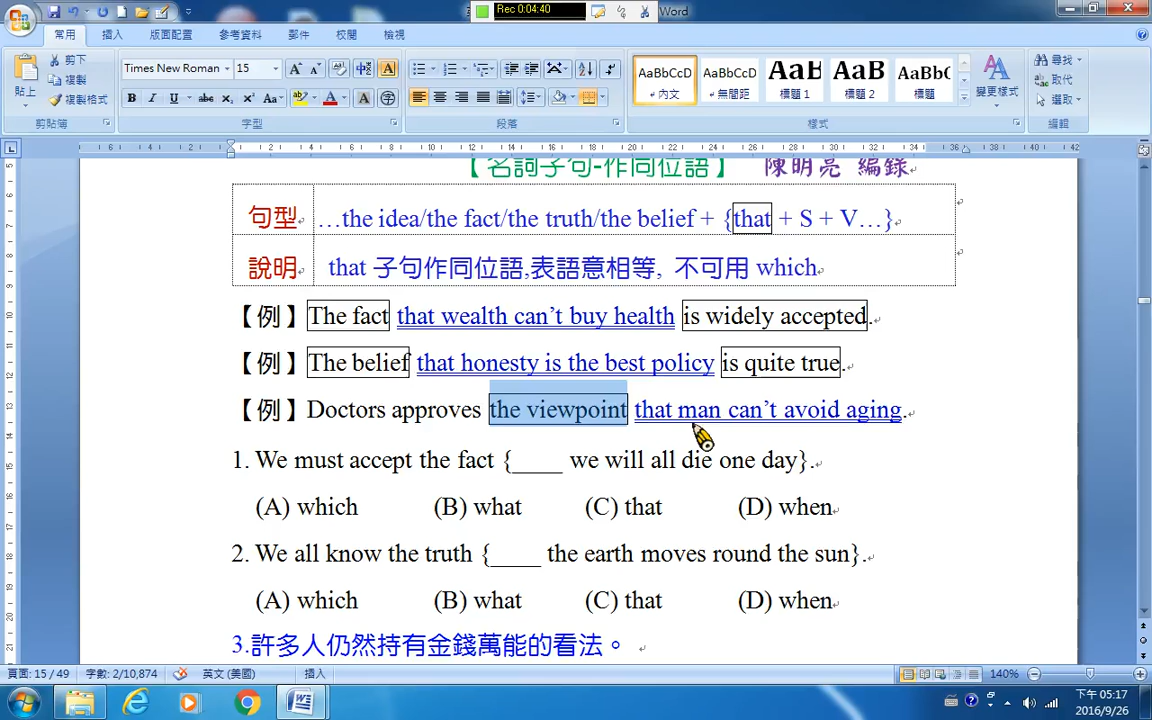 Rec 0:04:40
Word
常用 插入 版面配置 參考資料 郵件 校閱 檢視
貼上 剪下 複製 複製格式
Times New Roman 15
AaBbCcD AaBbCcD AaB AaB AaBbC
內文 無間距 標題 1 標題 2 標題
變更樣式
尋找 取代 選取
剪貼簿 字型 段落 樣式 編輯
【名詞子句-作同位語】 陳明亮 編錄
句型 …the idea/the fact/the truth/the belief + {that + S + V…}
說明 that 子句作同位語,表語意相等, 不可用 which
【例】The fact that wealth can’t buy health is widely accepted.
【例】The belief that honesty is the best policy is quite true.
【例】Doctors approves the viewpoint that man can’t avoid aging.
1. We must accept the fact {____ we will all die one day}.
(A) which (B) what (C) that (D) when
2. We all know the truth {____ the earth moves round the sun}.
(A) which (B) what (C) that (D) when
3.許多人仍然持有金錢萬能的看法。
頁面: 15 / 49 字數: 2/10,874 英文 (美國) 插入 140%
下午 05:17
2016/9/26